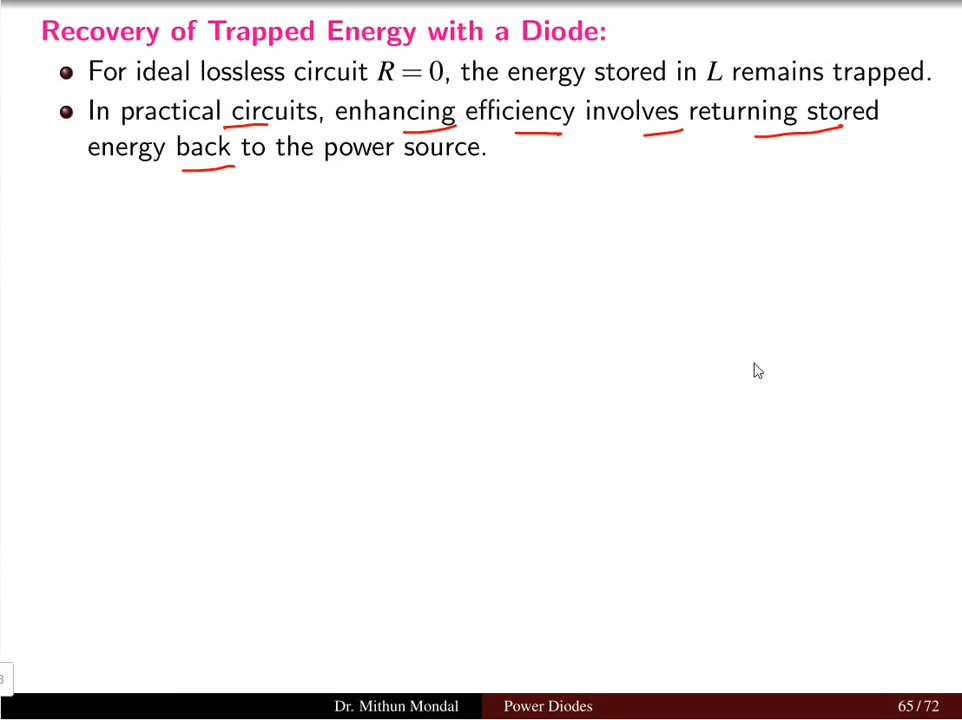 Recovery of Trapped Energy with a Diode:
For ideal lossless circuit R = 0, the energy stored in L remains trapped.
In practical circuits, enhancing efficiency involves returning stored
energy back to the power source.
3
Dr. Mithun Mondal Power Diodes 65 / 72